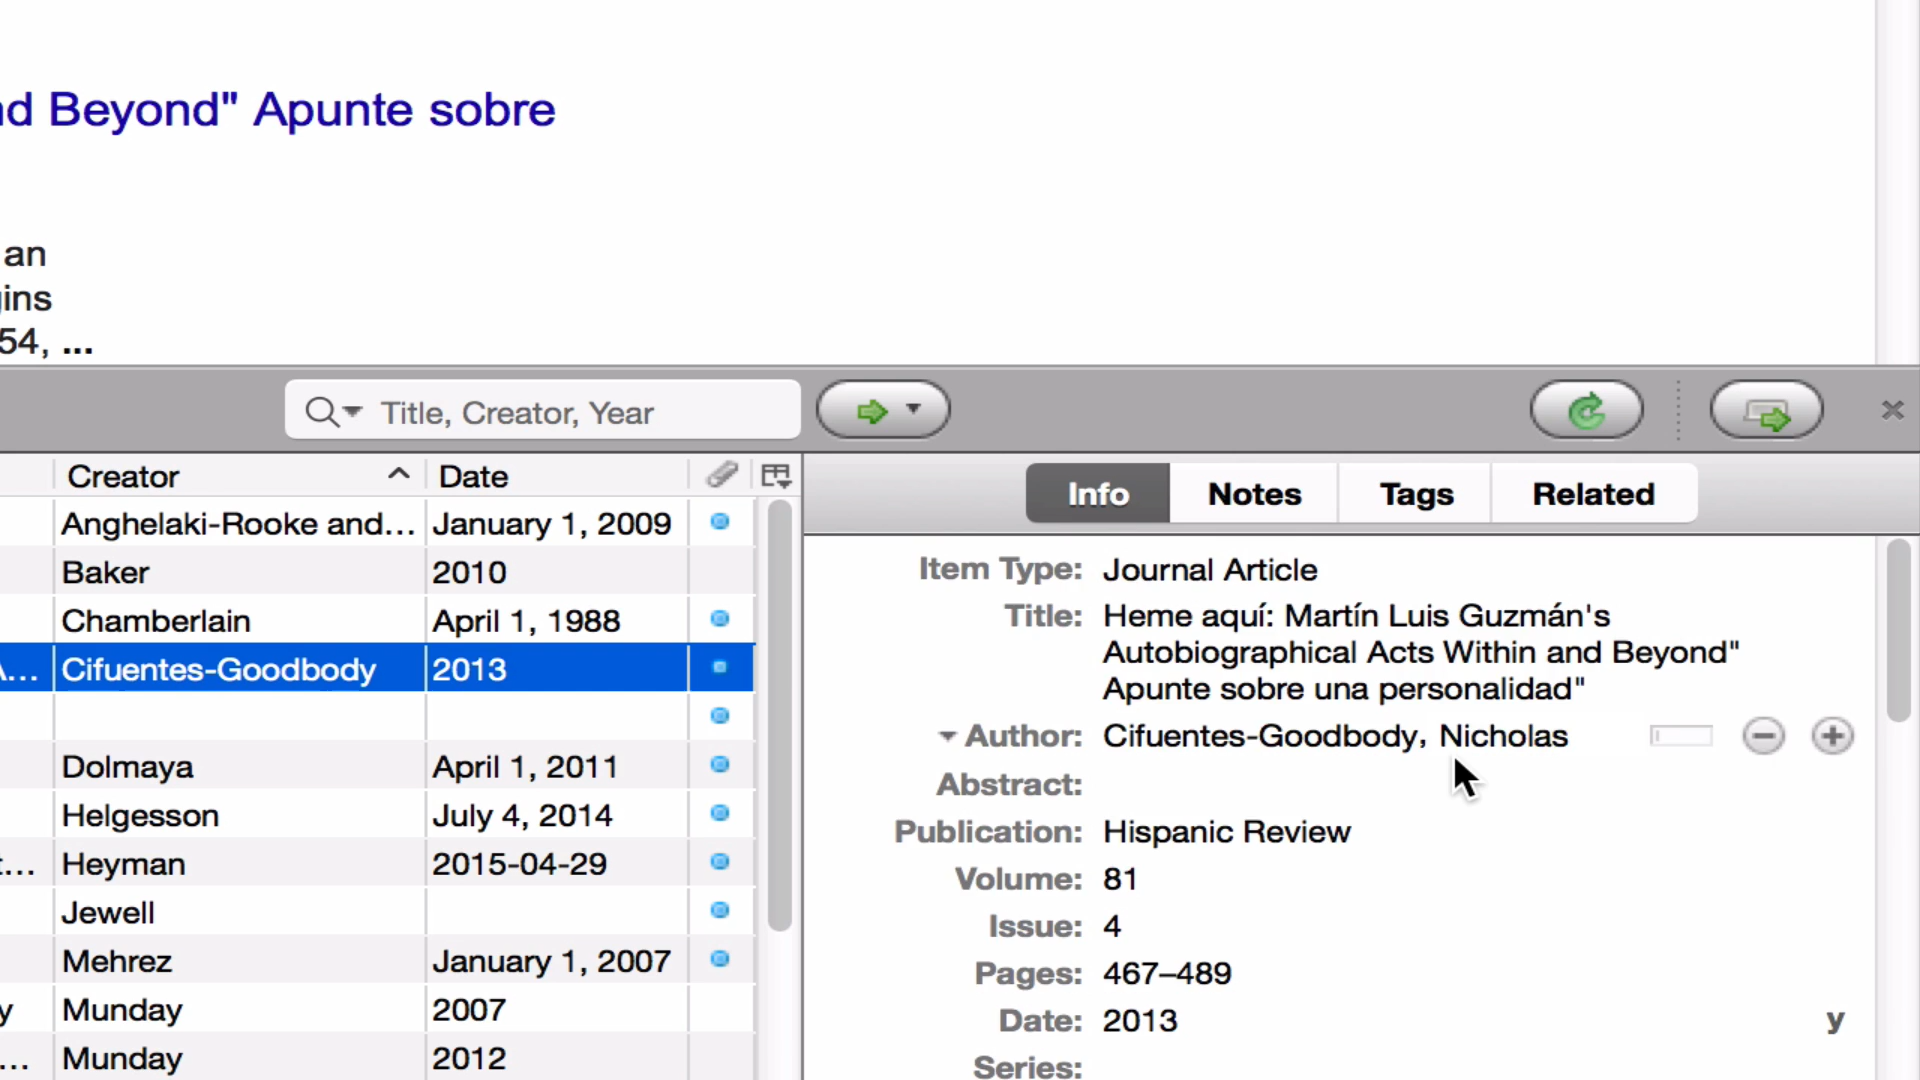 nd Beyond" Apunte sobre
an
gins
54, ...
Title, Creator, Year
Creator Date
Anghelaki-Rooke and... January 1, 2009
Baker 2010
Chamberlain April 1, 1988
A... Cifuentes-Goodbody 2013
Dolmaya April 1, 2011
Helgesson July 4, 2014
t... Heyman 2015-04-29
Jewell
Mehrez January 1, 2007
y Munday 2007
... Munday 2012
Info Notes Tags Related
Item Type: Journal Article
Title: Heme aquí: Martín Luis Guzmán's
Autobiographical Acts Within and Beyond"
Apunte sobre una personalidad"
Author: Cifuentes-Goodbody, Nicholas
Abstract:
Publication: Hispanic Review
Volume: 81
Issue: 4
Pages: 467–489
Date: 2013 y
Series: